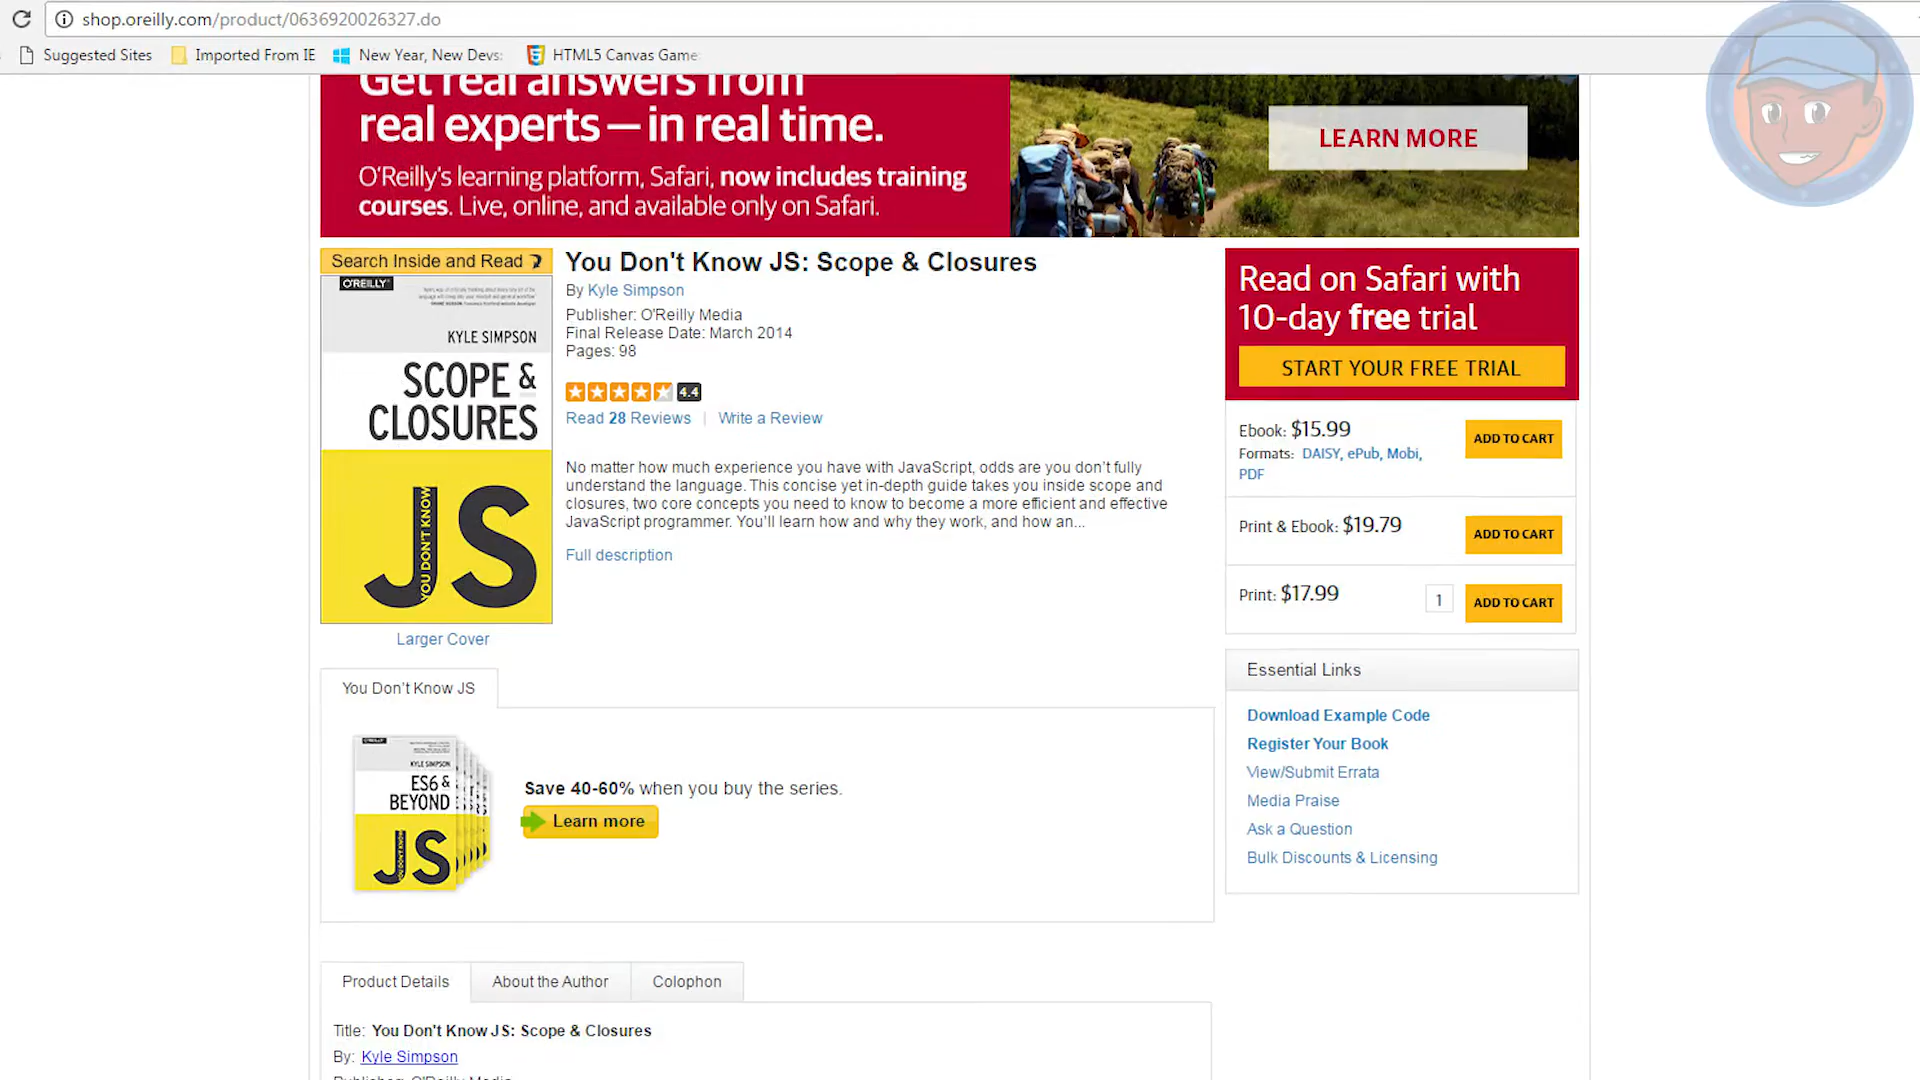 shop.oreilly.com/product/0636920026327.do
Suggested Sites
Imported From IE
New Year, New Devs:
HTML5 Canvas Game
Get real answers from
real experts — in real time.
O'Reilly's learning platform, Safari, now includes training
courses. Live, online, and available only on Safari.
LEARN MORE
Search Inside and Read
O'REILLY
KYLE SIMPSON
SCOPE &
CLOSURES
YOU DON'T KNOW
JS
Larger Cover
You Don't Know JS: Scope & Closures
By Kyle Simpson
Publisher: O'Reilly Media
Final Release Date: March 2014
Pages: 98
4.4
Read 28 Reviews | Write a Review
No matter how much experience you have with JavaScript, odds are you don’t fully
understand the language. This concise yet in-depth guide takes you inside scope and
closures, two core concepts you need to know to become a more efficient and effective
JavaScript programmer. You’ll learn how and why they work, and how an...
Full description
Read on Safari with
10-day free trial
START YOUR FREE TRIAL
Ebook: $15.99
Formats: DAISY, ePub, Mobi,
PDF
ADD TO CART
Print & Ebook: $19.79
ADD TO CART
Print: $17.99
1
ADD TO CART
Essential Links
Download Example Code
Register Your Book
View/Submit Errata
Media Praise
Ask a Question
Bulk Discounts & Licensing
You Don’t Know JS
O'REILLY
KYLE SIMPSON
ES6 &
BEYOND
JS
Save 40-60% when you buy the series.
Learn more
Product Details
About the Author
Colophon
Title: You Don't Know JS: Scope & Closures
By: Kyle Simpson
Publisher: O'Reilly Media